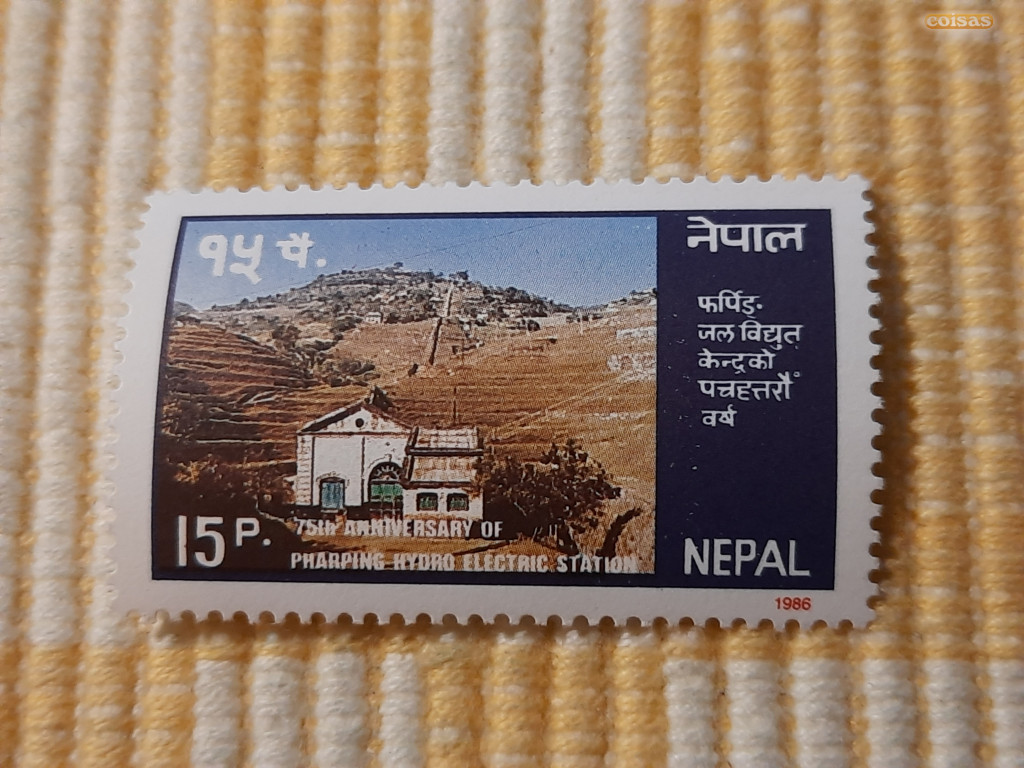 coisas
१५ पै.
नेपाल
फर्पिङ
जल विद्युत
केन्द्रको
पचहत्तरौं
वर्ष
15 P.
75th ANNIVERSARY OF
PHARPING HYDRO ELECTRIC STATION
NEPAL
1986